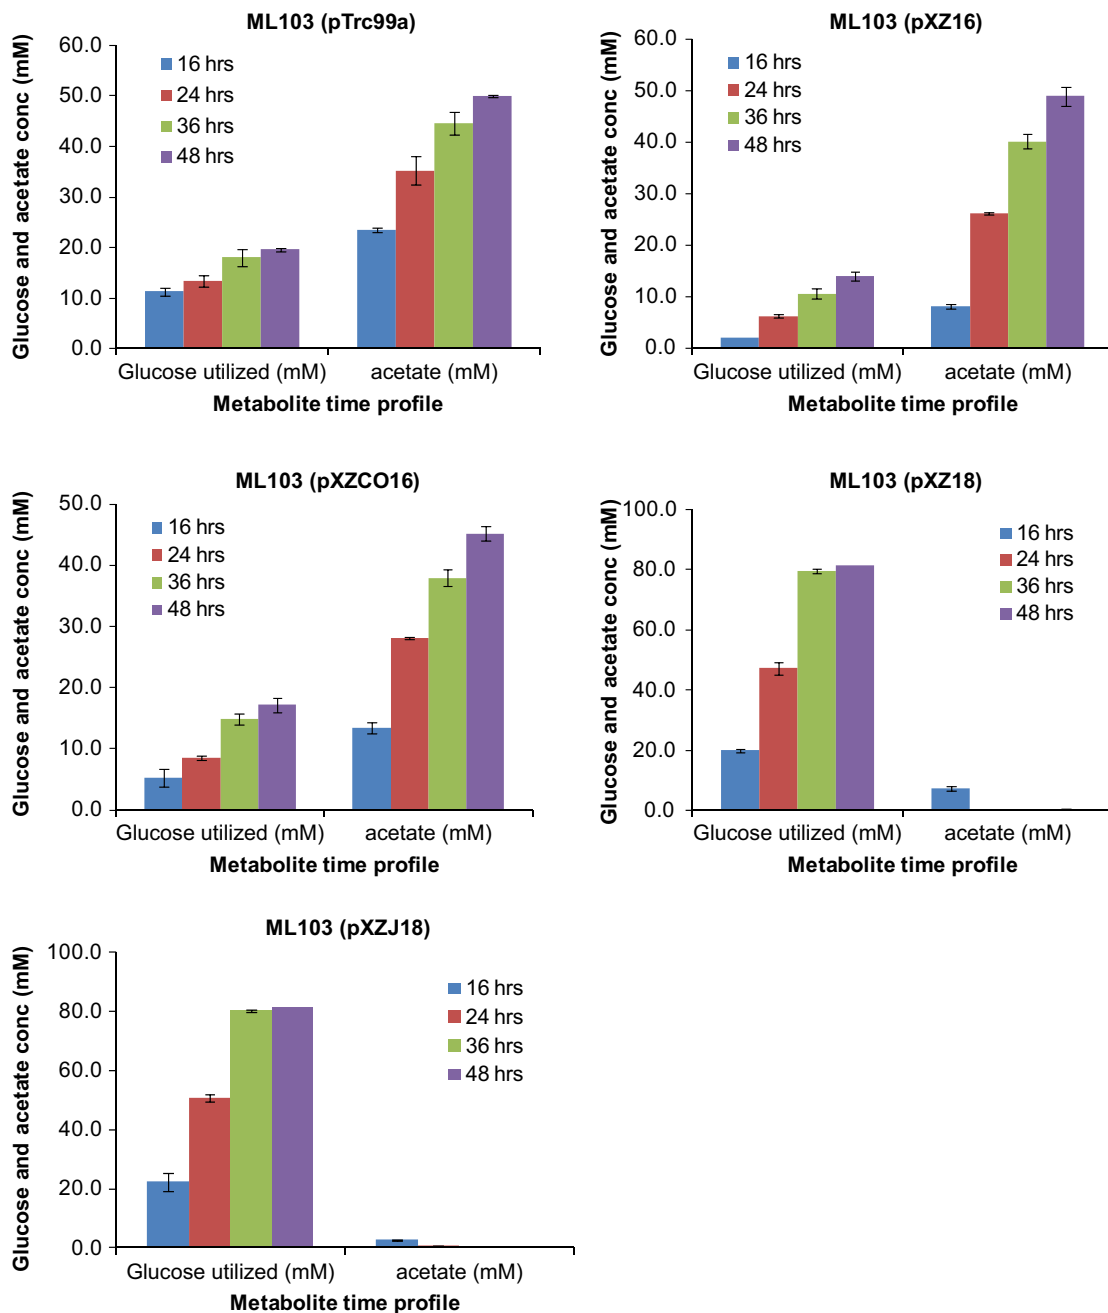 ML103 (pTrc99a)
Glucose and acetate conc (mM)
60.0
50.0
40.0
30.0
20.0
10.0
0.0
16 hrs
24 hrs
36 hrs
48 hrs
Glucose utilized (mM)
acetate (mM)
Metabolite time profile
ML103 (pXZ16)
Glucose and acetate conc (mM)
60.0
50.0
40.0
30.0
20.0
10.0
0.0
16 hrs
24 hrs
36 hrs
48 hrs
Glucose utilized (mM)
acetate (mM)
Metabolite time profile
ML103 (pXZCO16)
Glucose and acetate conc (mM)
50.0
40.0
30.0
20.0
10.0
0.0
16 hrs
24 hrs
36 hrs
48 hrs
Glucose utilized (mM)
acetate (mM)
Metabolite time profile
ML103 (pXZ18)
Glucose and acetate conc (mM)
100.0
80.0
60.0
40.0
20.0
0.0
16 hrs
24 hrs
36 hrs
48 hrs
Glucose utilized (mM)
acetate (mM)
Metabolite time profile
ML103 (pXZJ18)
Glucose and acetate conc (mM)
100.0
80.0
60.0
40.0
20.0
0.0
16 hrs
24 hrs
36 hrs
48 hrs
Glucose utilized (mM)
acetate (mM)
Metabolite time profile